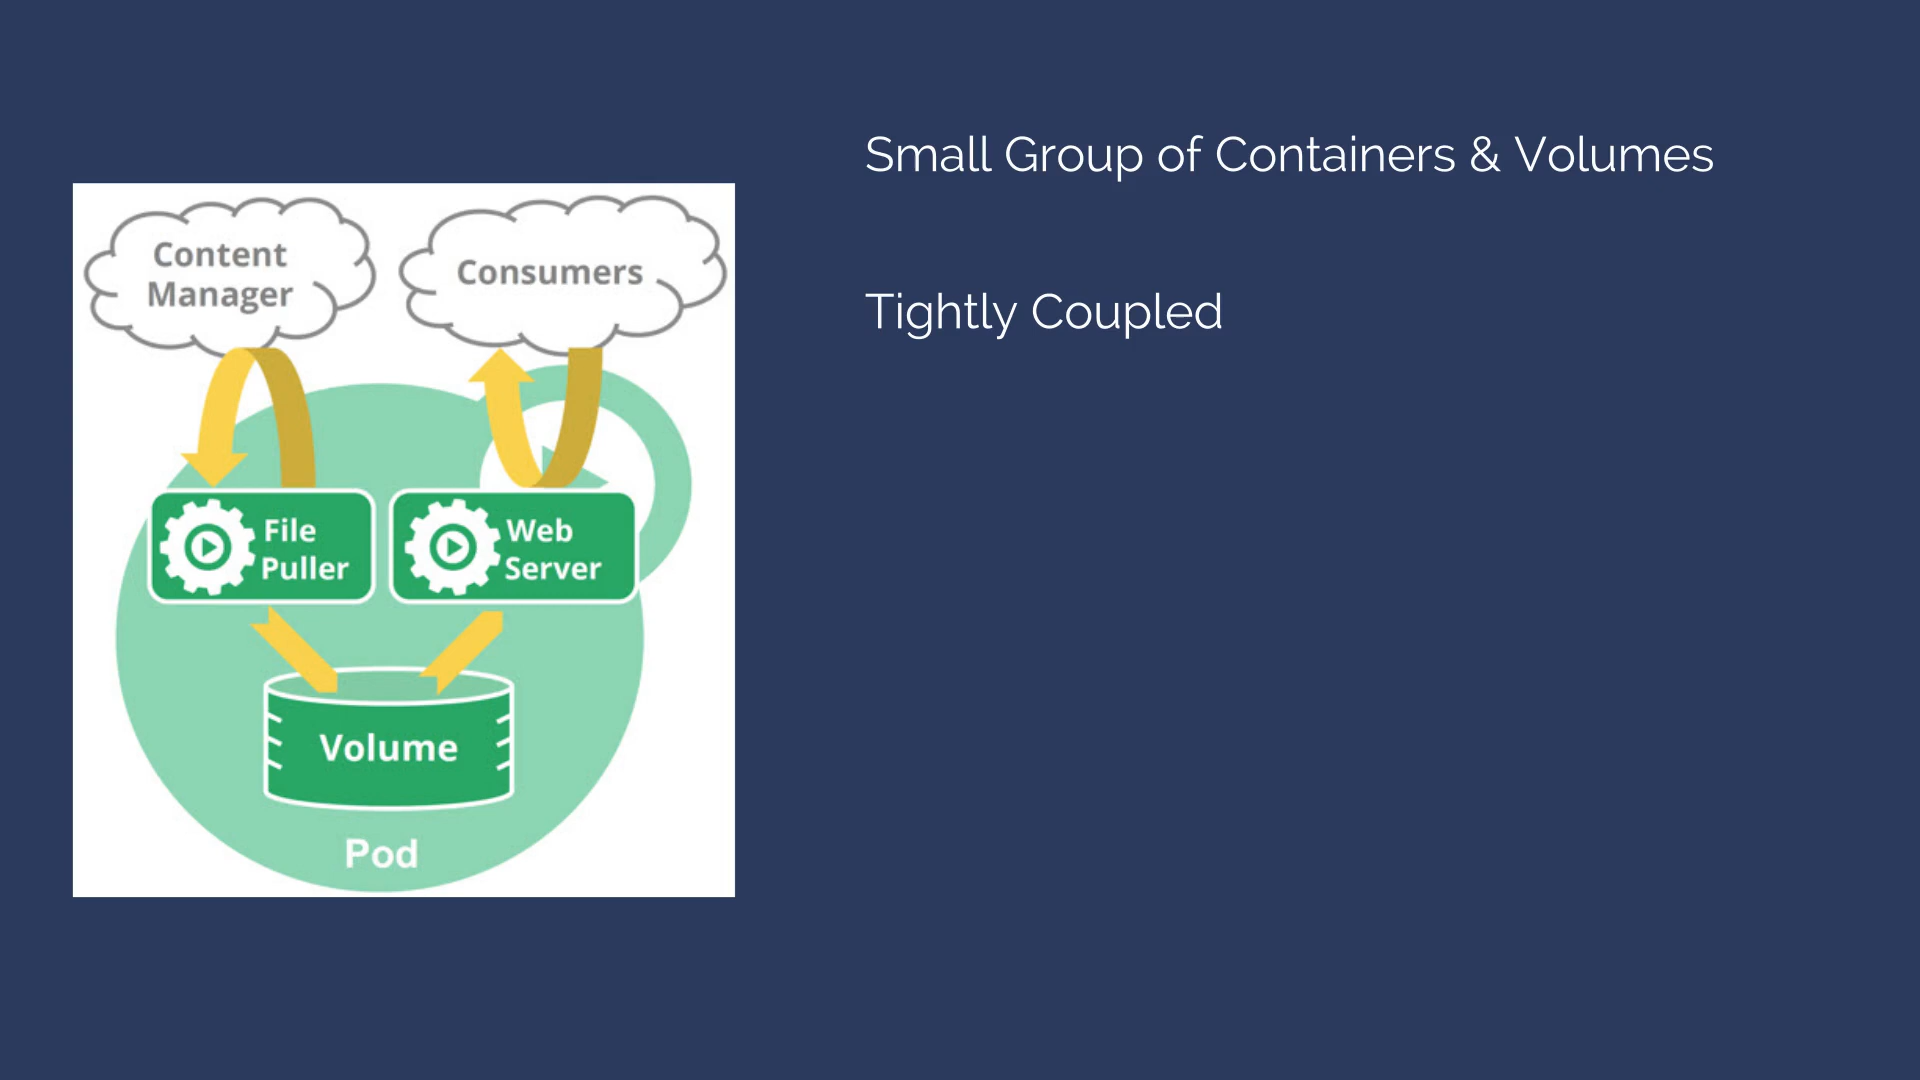 Small Group of Containers & Volumes
Tightly Coupled
Content
Manager
Consumers
File
Puller
Web
Server
Volume
Pod